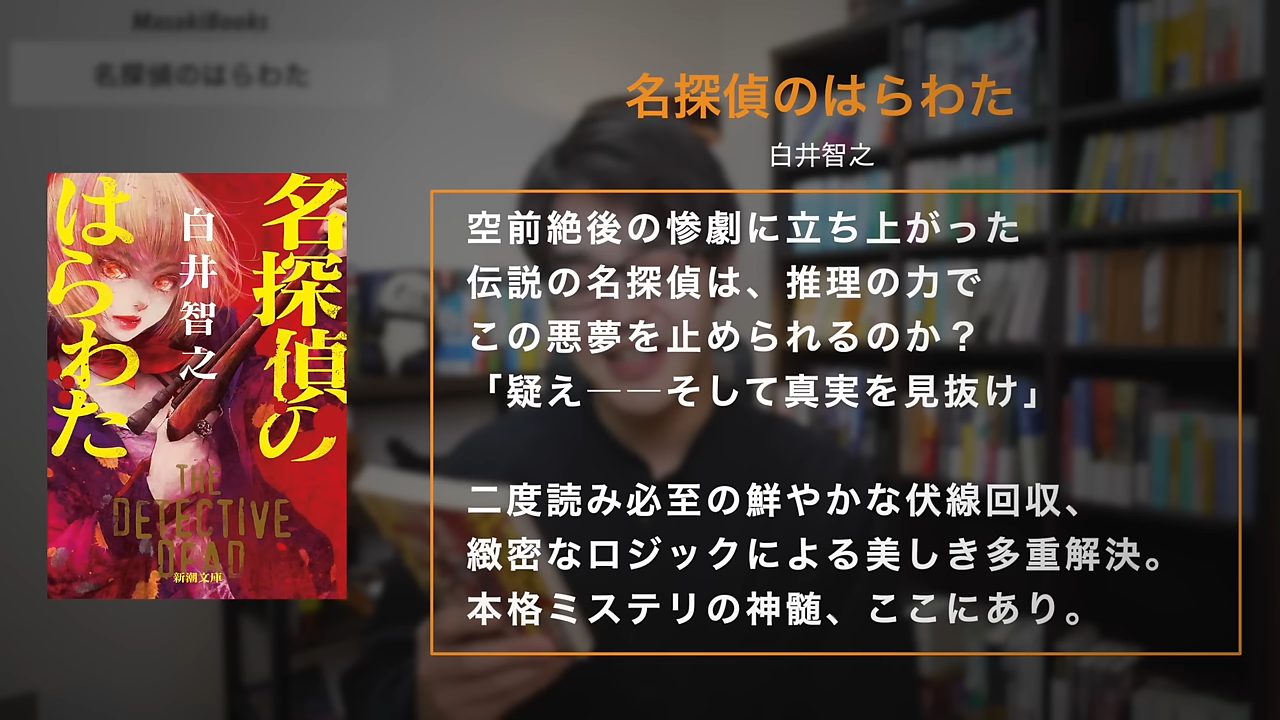 MasakiBooks
名探偵のはらわた
名探偵のはらわた
白井智之
名探偵の
はらわた
白井智之
THE
DETECTIVE
DEAD
新潮文庫
空前絶後の惨劇に立ち上がった
伝説の名探偵は、推理の力で
この悪夢を止められるのか?
「疑え――そして真実を見抜け」
二度読み必至の鮮やかな伏線回収、
緻密なロジックによる美しき多重解決。
本格ミステリの神髄、ここにあり。